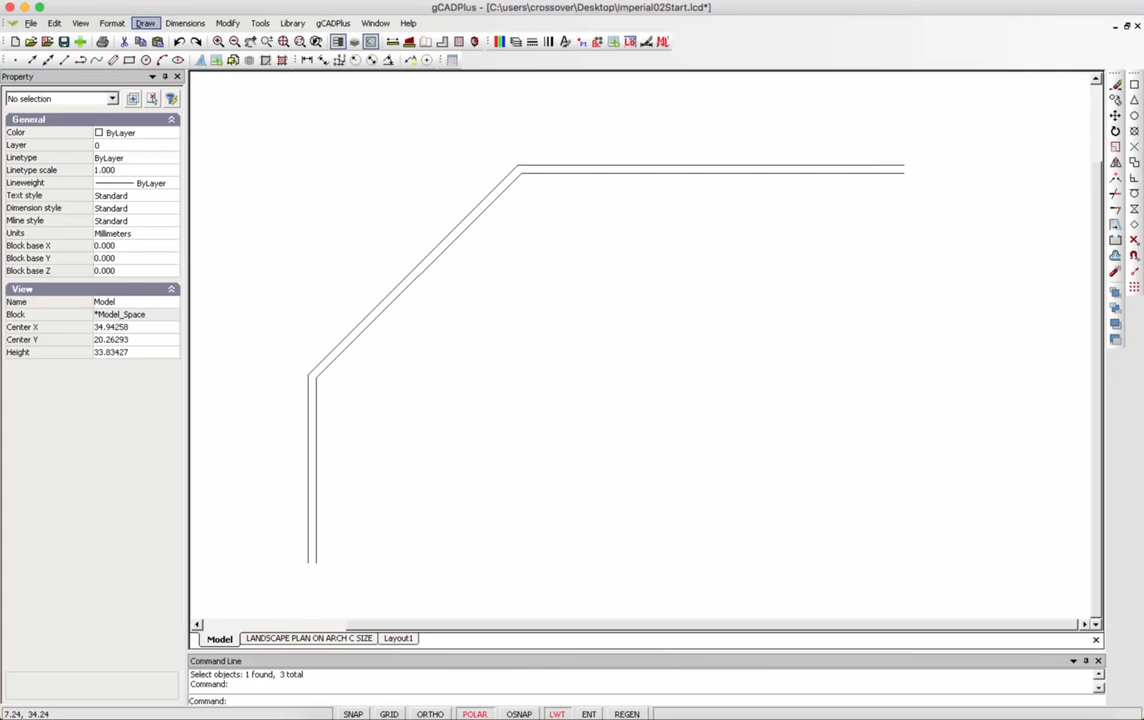 gCADPlus - [C:\users\crossover\Desktop\Imperial02Start.lcd*]
File Edit View Format Draw Dimensions Modify Tools Library gCADPlus Window Help
Property
No selection
General
Color ByLayer
Layer 0
Linetype ByLayer
Linetype scale 1.000
Lineweight ByLayer
Text style Standard
Dimension style Standard
Mline style Standard
Units Millimeters
Block base X 0.000
Block base Y 0.000
Block base Z 0.000
View
Name Model
Block *Model_Space
Center X 34.94258
Center Y 20.26293
Height 33.83427
Model LANDSCAPE PLAN ON ARCH C SIZE Layout1
Command Line
Select objects: 1 found, 3 total
Command:
Command:
7.24, 34.24 SNAP GRID ORTHO POLAR OSNAP LWT ENT REGEN